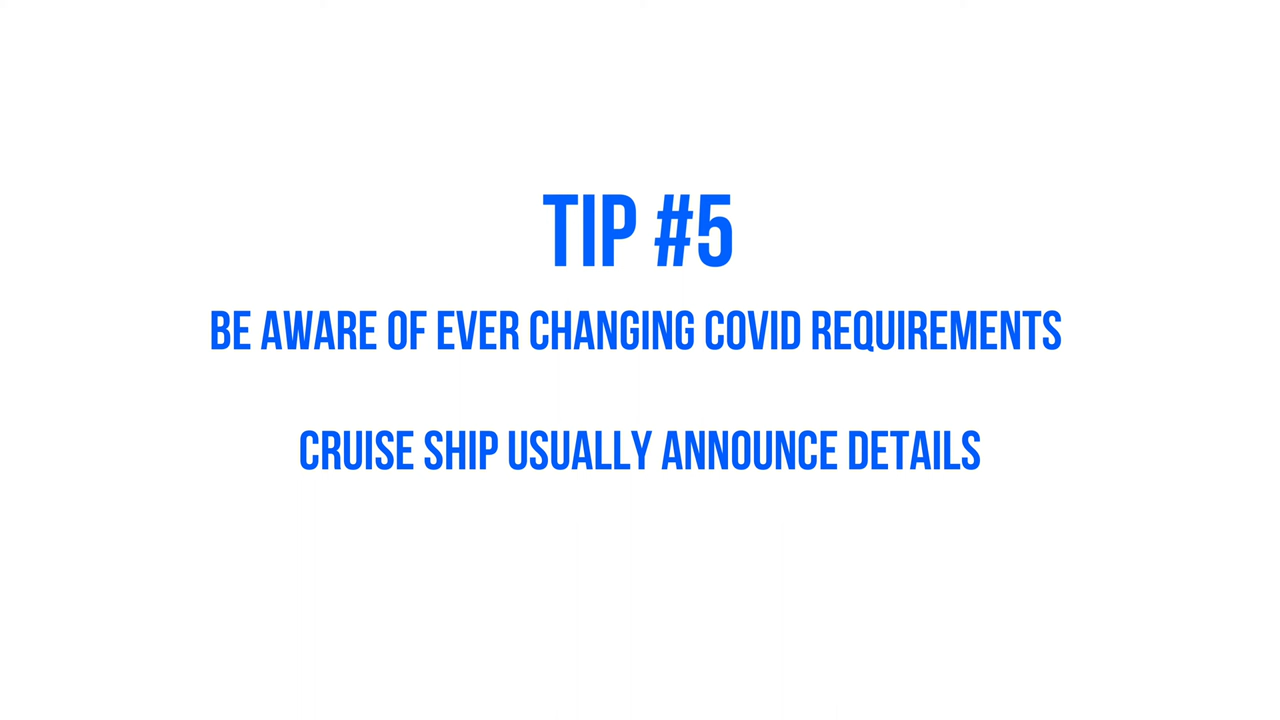 TIP #5
BE AWARE OF EVER CHANGING COVID REQUIREMENTS
CRUISE SHIP USUALLY ANNOUNCE DETAILS